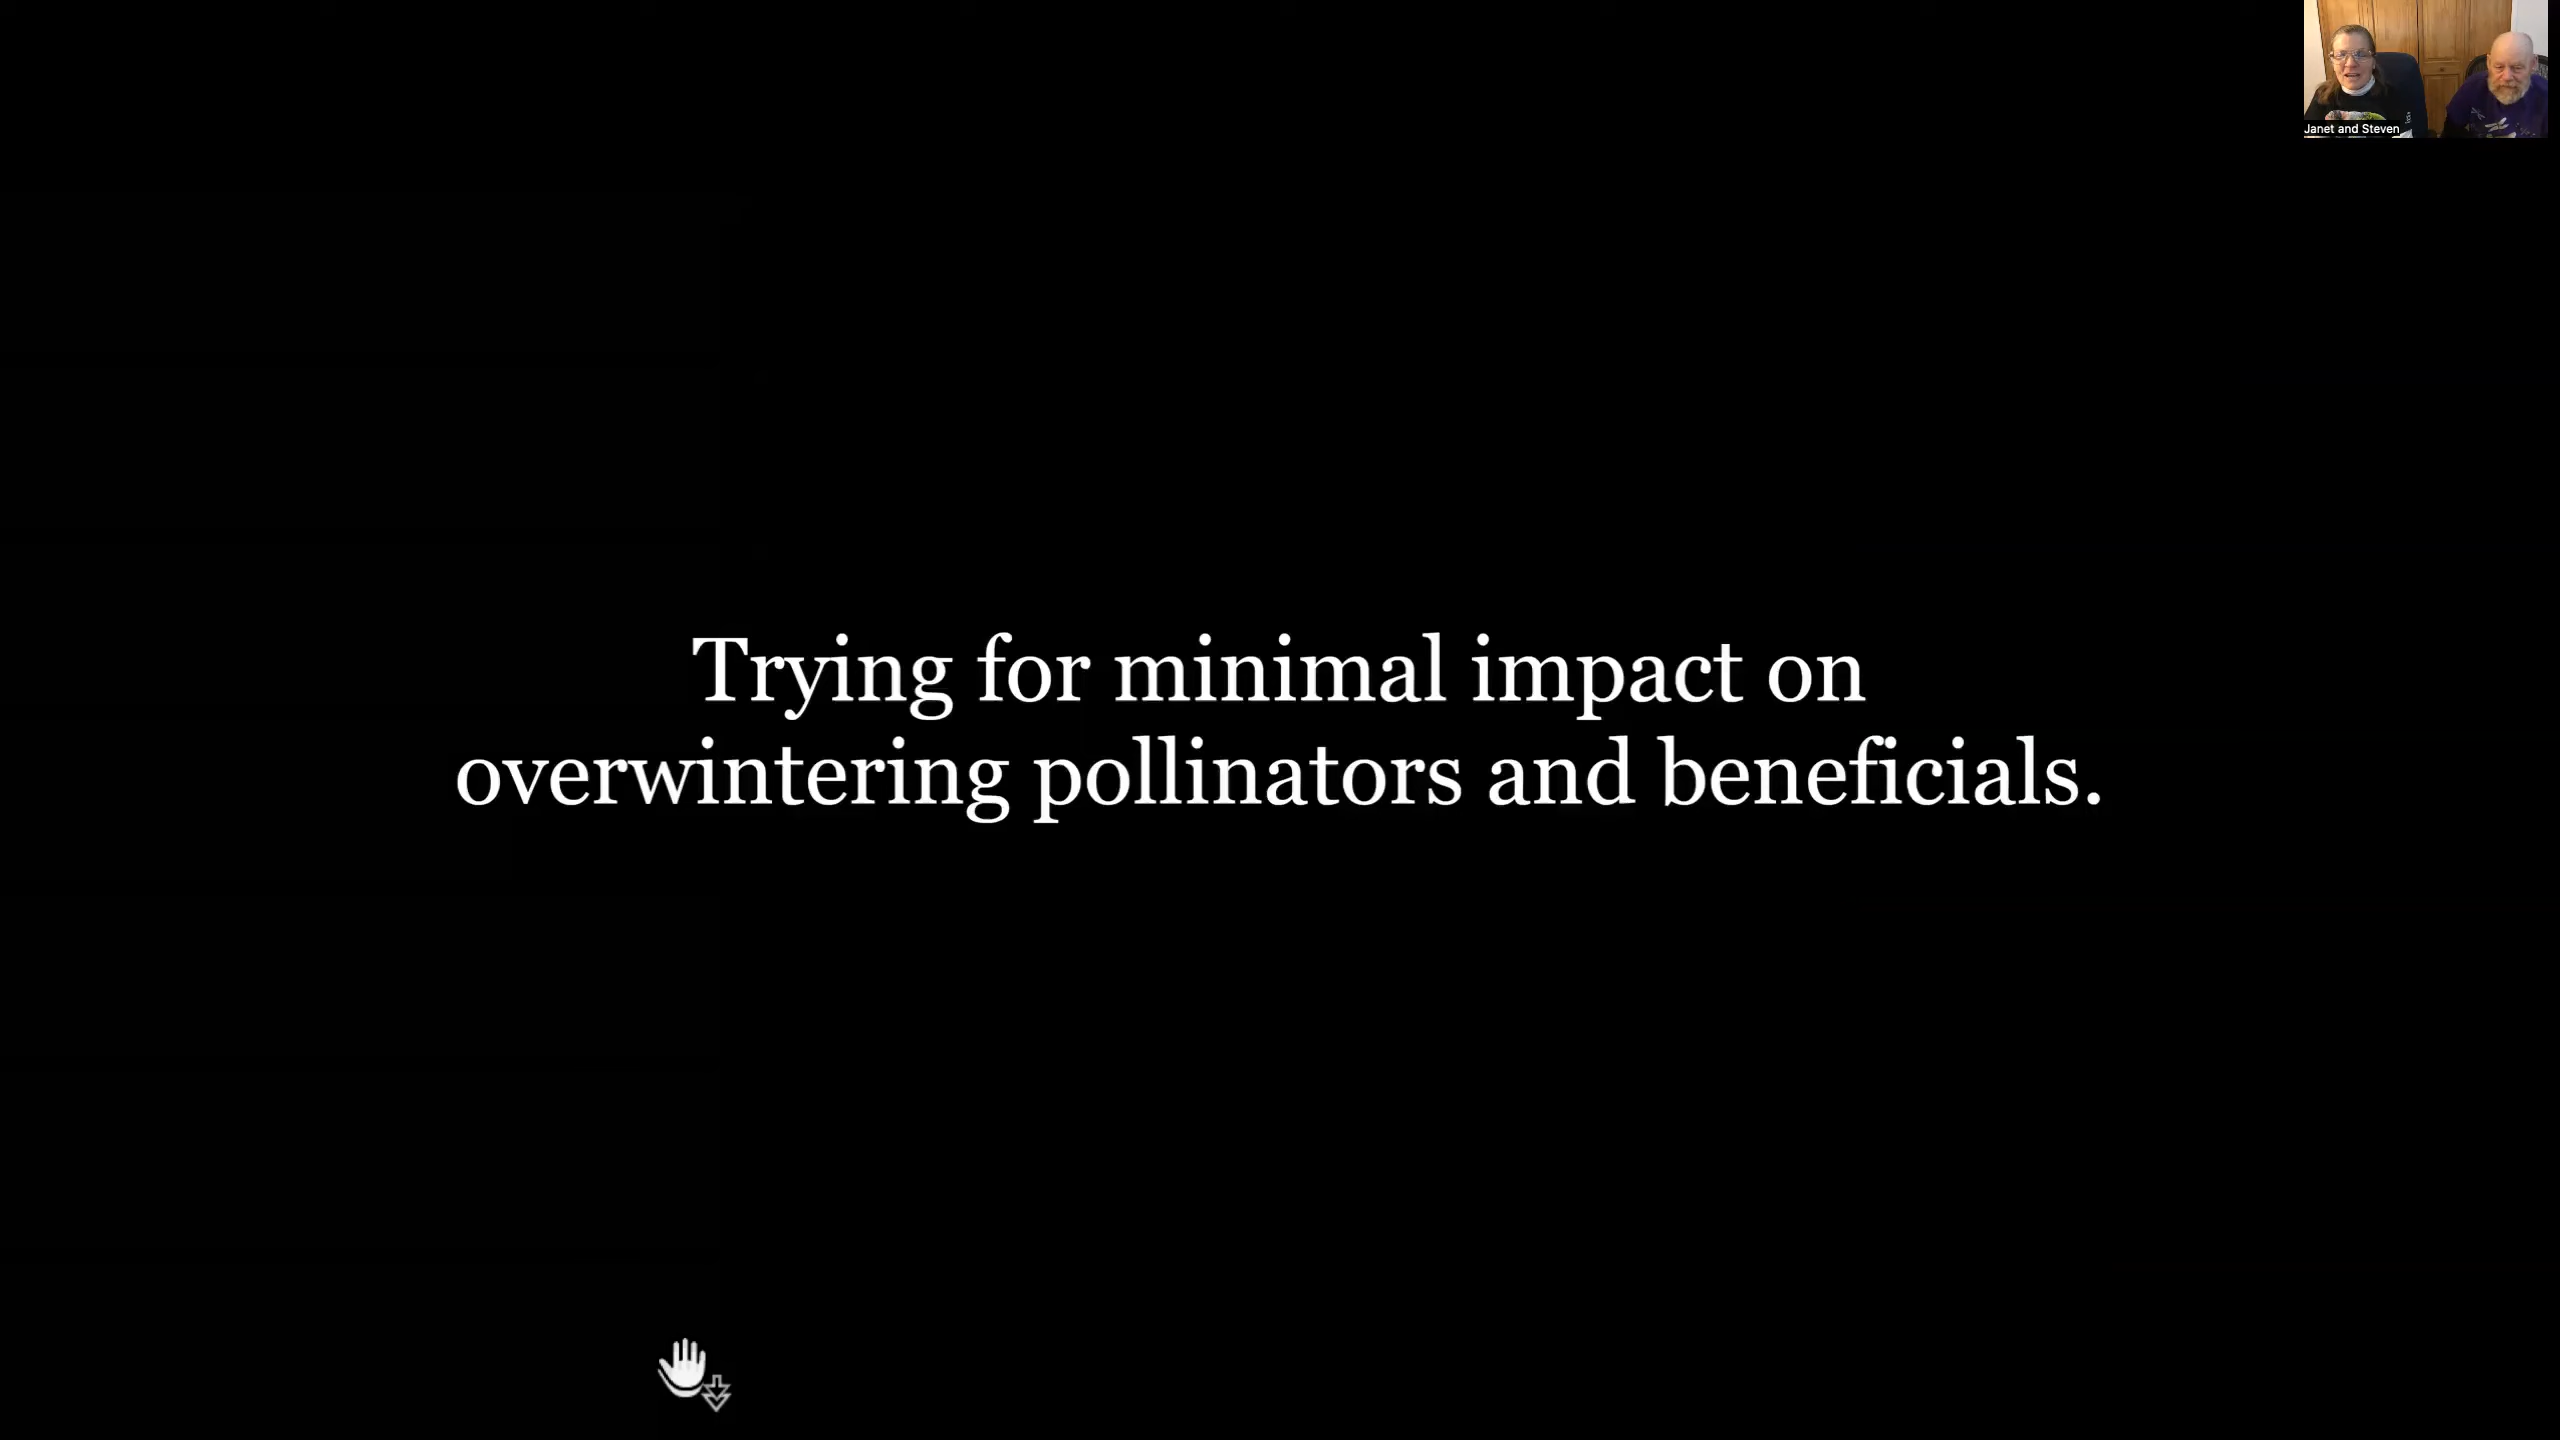 Janet and Steven
Trying for minimal impact on
overwintering pollinators and beneficials.